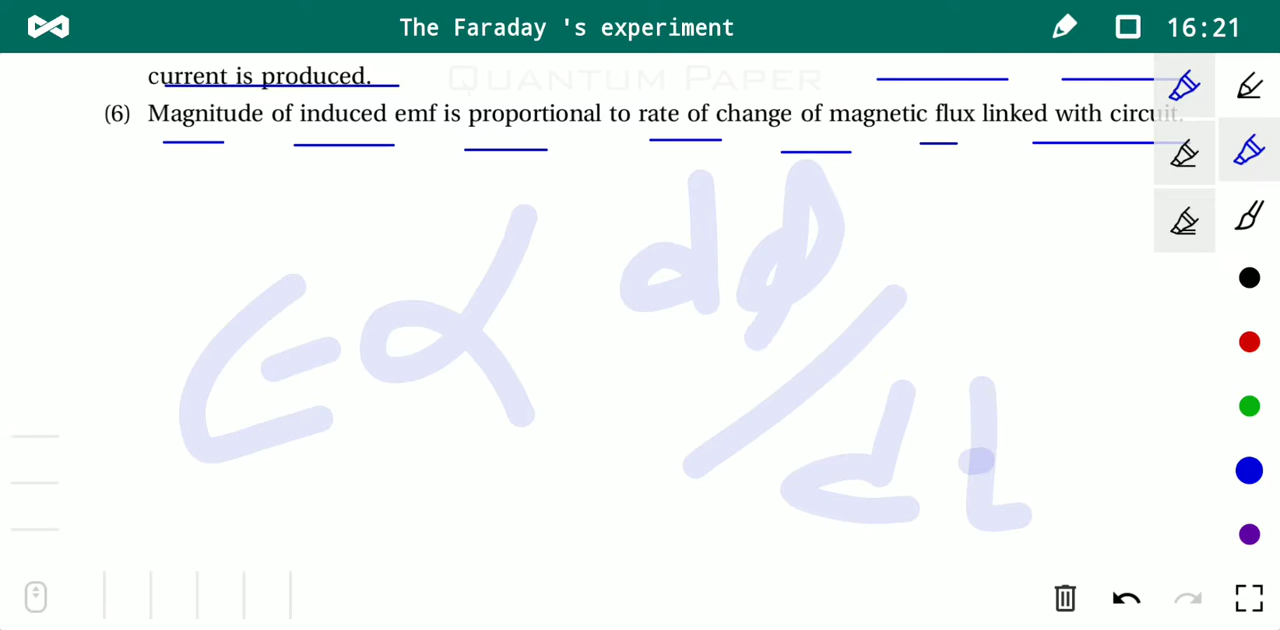 The Faraday 's experiment
16:21
current is produced.
QUANTUM PAPER
(6) Magnitude of induced emf is proportional to rate of change of magnetic flux linked with circuit.
E ∝ dϕ/dt